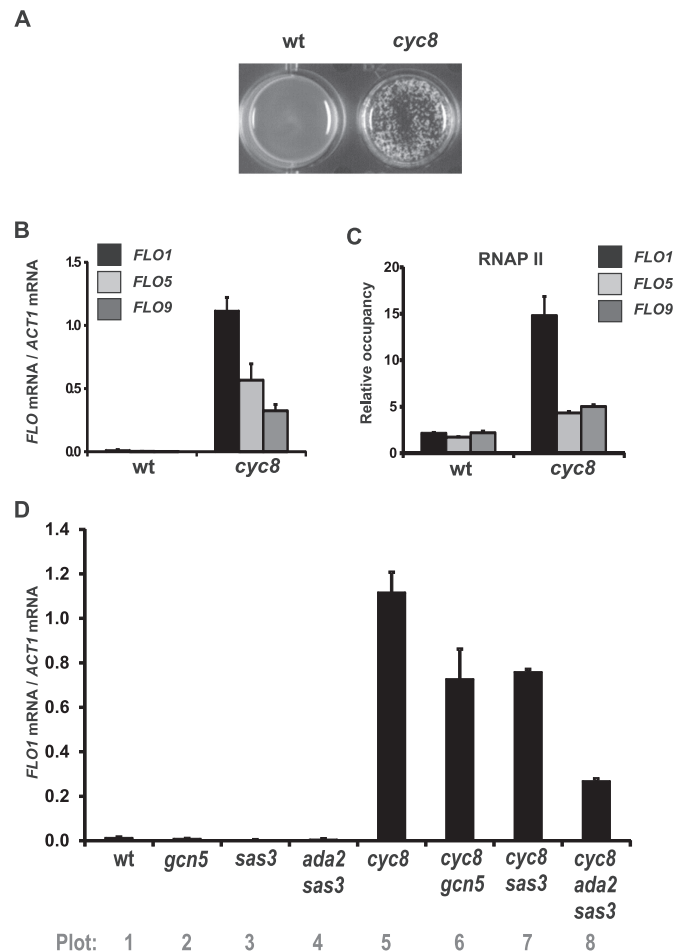 A
wt cyc8
B
FLO1
FLO5
FLO9
FLO mRNA / ACT1 mRNA
1.5
1.0
0.5
0.0
wt cyc8
C
RNAP II
FLO1
FLO5
FLO9
Relative occupancy
20
15
10
5
0
wt cyc8
D
FLO1 mRNA / ACT1 mRNA
1.4
1.2
1.0
0.8
0.6
0.4
0.2
0.0
wt gcn5 sas3 ada2 cyc8 cyc8 cyc8 cyc8
sas3 gcn5 sas3 ada2
sas3
Plot: 1 2 3 4 5 6 7 8